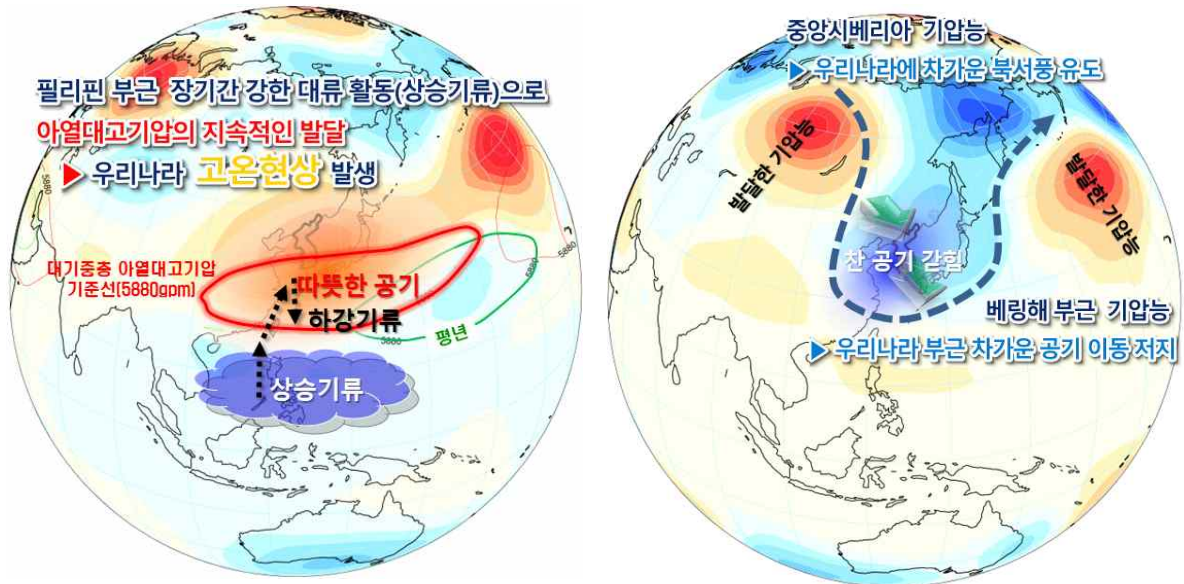 필리핀 부근 장기간 강한 대류 활동(상승기류)으로
아열대고기압의 지속적인 발달
▶ 우리나라 고온현상 발생
5880
대기중층 아열대고기압
기준선(5880gpm)
따뜻한 공기
하강기류
5880
5880
5880
평년
상승기류
중앙시베리아 기압능
▶ 우리나라에 차가운 북서풍 유도
발달한 기압능
발달한 기압능
찬 공기 갇힘
베링해 부근 기압능
▶ 우리나라 부근 차가운 공기 이동 저지